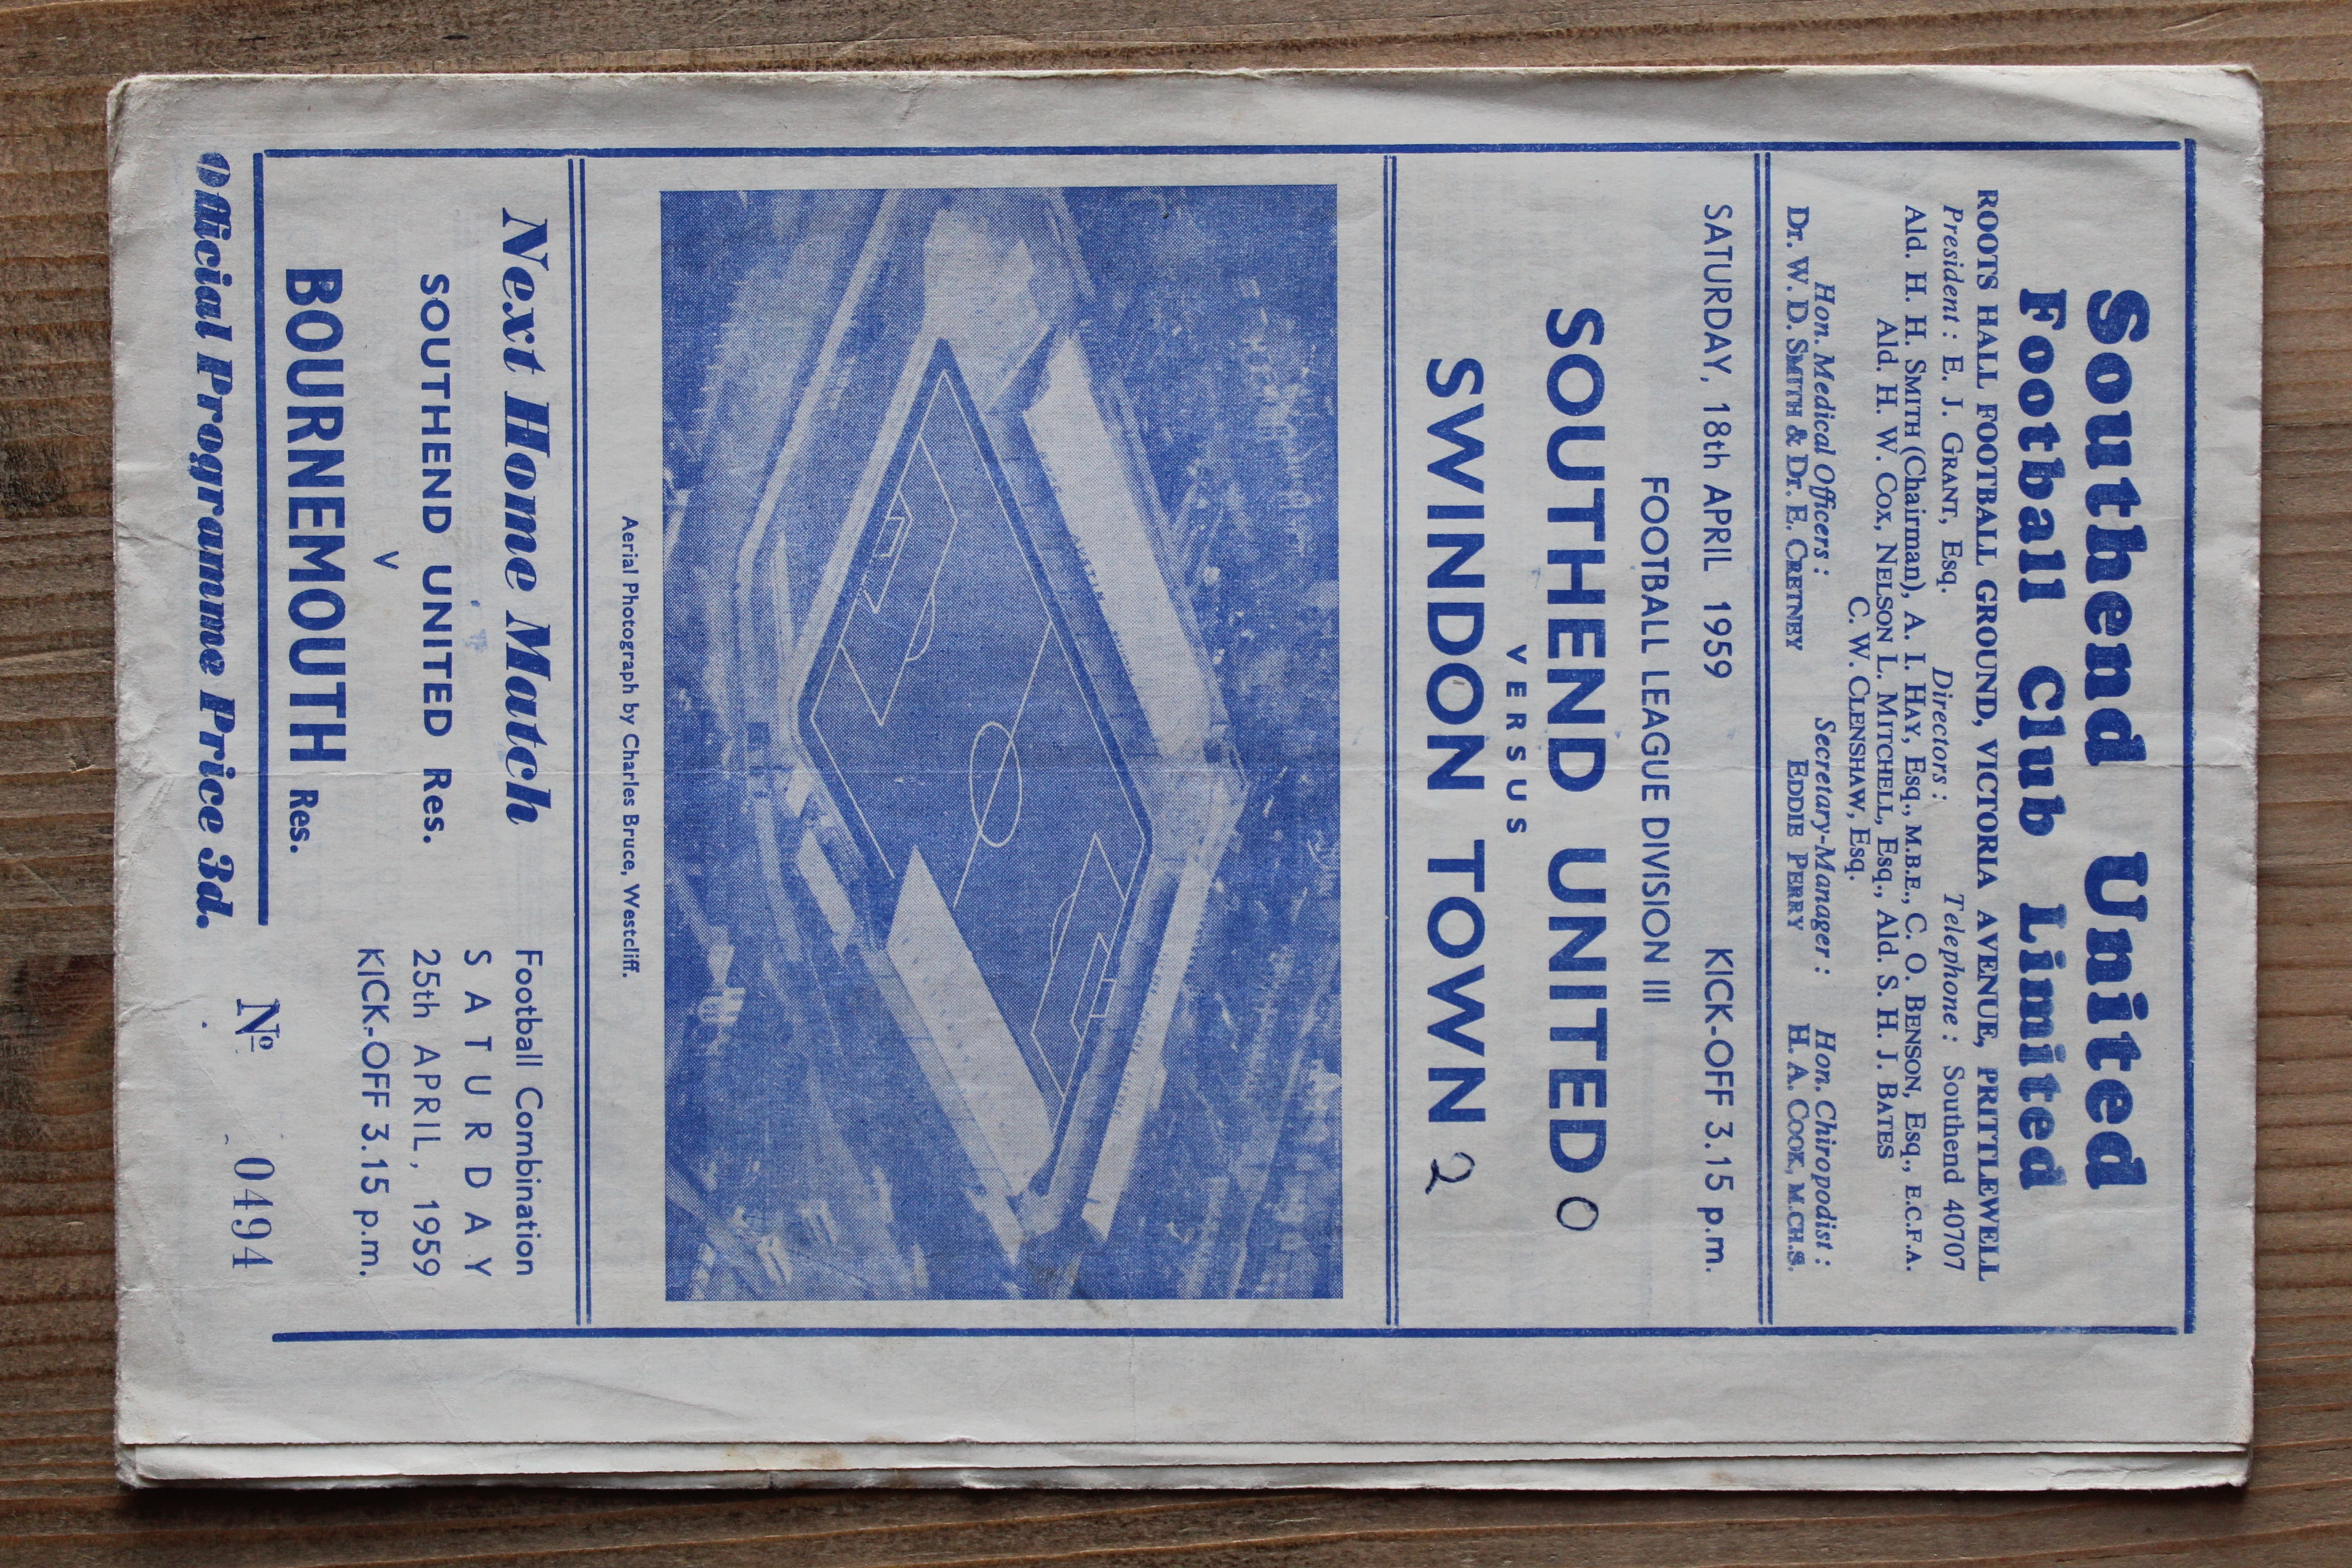 Southend United
Football Club Limited
ROOTS HALL FOOTBALL GROUND, VICTORIA AVENUE, PRITTLEWELL
President : E. J. GRANT, Esq. Directors : Telephone : Southend 40707
Ald. H. H. SMITH (Chairman), A. I. HAY, Esq., M.B.E., C. O. BENSON, Esq., E.C.F.A.
Ald. H. W. COX, NELSON L. MITCHELL, Esq., Ald. S. H. J. BATES
C. W. CLENSHAW, Esq.
Hon. Medical Officers : Secretary-Manager : Hon. Chiropodist :
Dr. W. D. SMITH & Dr. E. CRETNEY EDDIE PERRY H. A. COOK, M.CH.S.
SATURDAY, 18th APRIL 1959 KICK-OFF 3.15 p.m.
FOOTBALL LEAGUE DIVISION III
SOUTHEND UNITED 0
VERSUS
SWINDON TOWN 2
Aerial Photograph by Charles Bruce, Westcliff.
Next Home Match Football Combination
SATURDAY
SOUTHEND UNITED Res. 25th APRIL, 1959
v KICK-OFF 3.15 p.m.
BOURNEMOUTH Res.
Official Programme Price 3d. Nº 0494